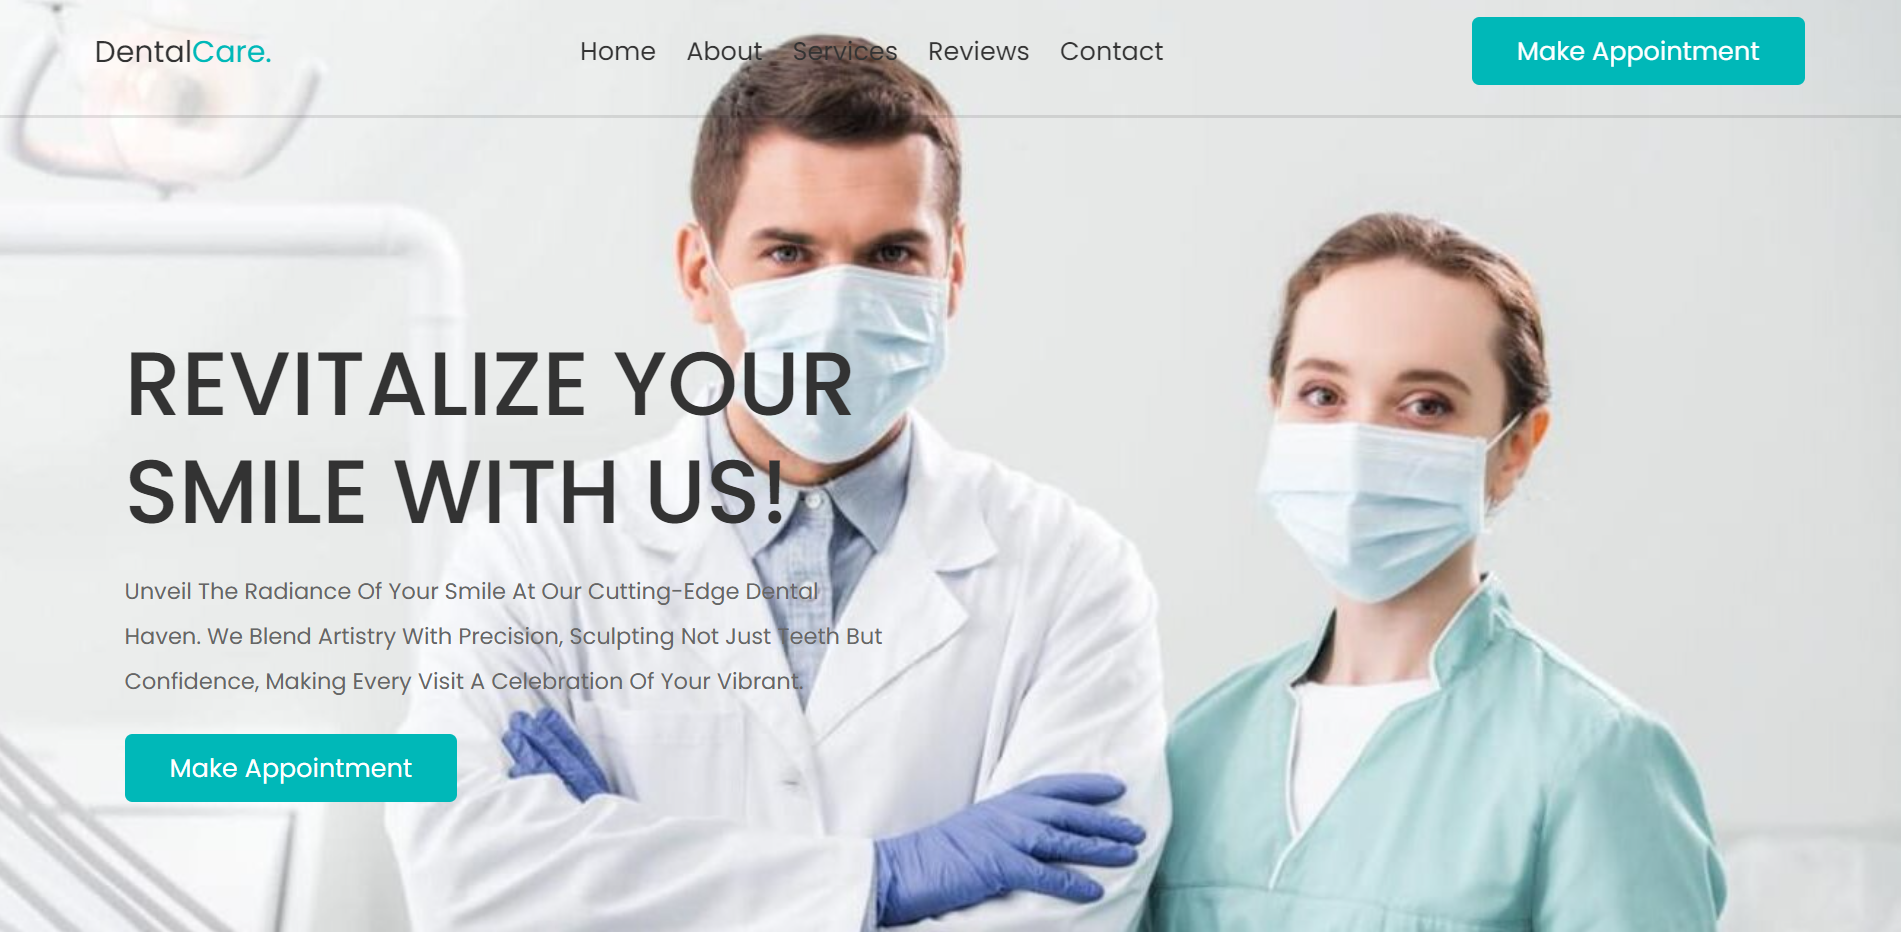 DentalCare.
Home About Services Reviews Contact
Make Appointment
REVITALIZE YOUR
SMILE WITH US!
Unveil The Radiance Of Your Smile At Our Cutting-Edge Dental
Haven. We Blend Artistry With Precision, Sculpting Not Just Teeth But
Confidence, Making Every Visit A Celebration Of Your Vibrant.
Make Appointment